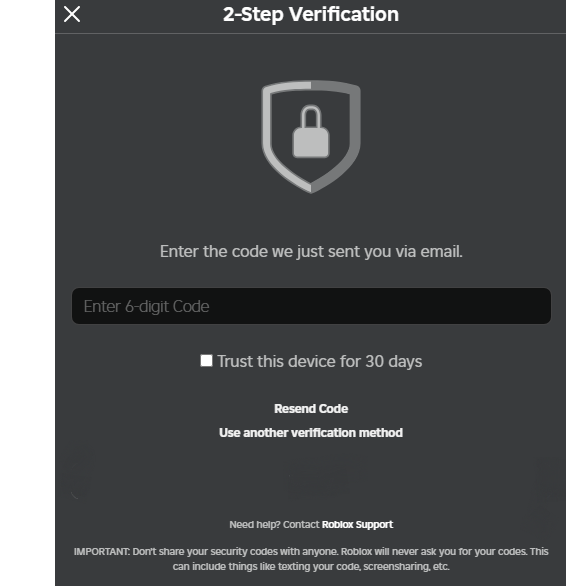 2-Step Verification
Enter the code we just sent you via email.
Enter 6-digit Code
Trust this device for 30 days
Resend Code
Use another verification method
Need help? Contact Roblox Support
IMPORTANT: Don't share your security codes with anyone. Roblox will never ask you for your codes. This
can include things like texting your code, screensharing, etc.